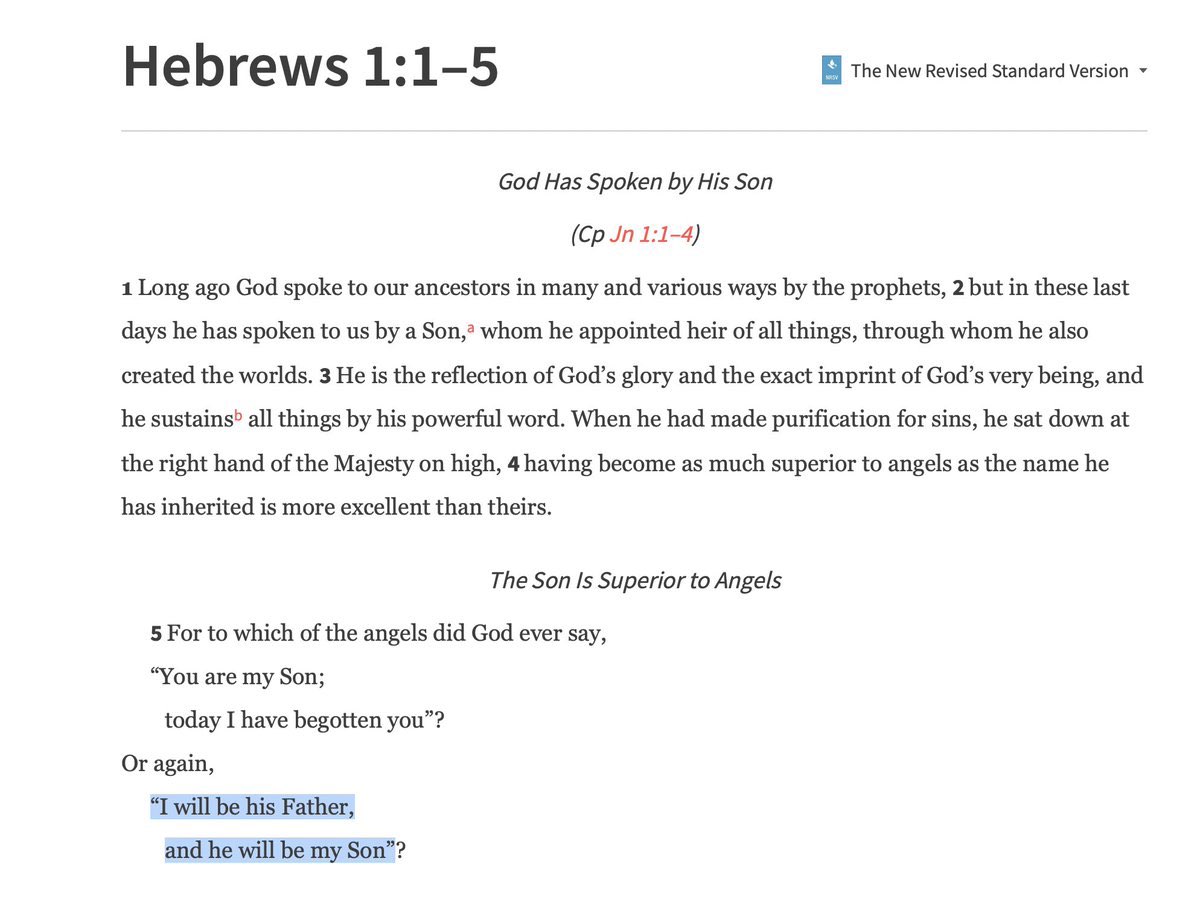 Hebrews 1:1–5
NRSV
The New Revised Standard Version
God Has Spoken by His Son
(Cp Jn 1:1–4)
1 Long ago God spoke to our ancestors in many and various ways by the prophets, 2 but in these last
days he has spoken to us by a Son,a whom he appointed heir of all things, through whom he also
created the worlds. 3 He is the reflection of God’s glory and the exact imprint of God’s very being, and
he sustainsb all things by his powerful word. When he had made purification for sins, he sat down at
the right hand of the Majesty on high, 4 having become as much superior to angels as the name he
has inherited is more excellent than theirs.
The Son Is Superior to Angels
5 For to which of the angels did God ever say,
“You are my Son;
today I have begotten you”?
Or again,
“I will be his Father,
and he will be my Son”?